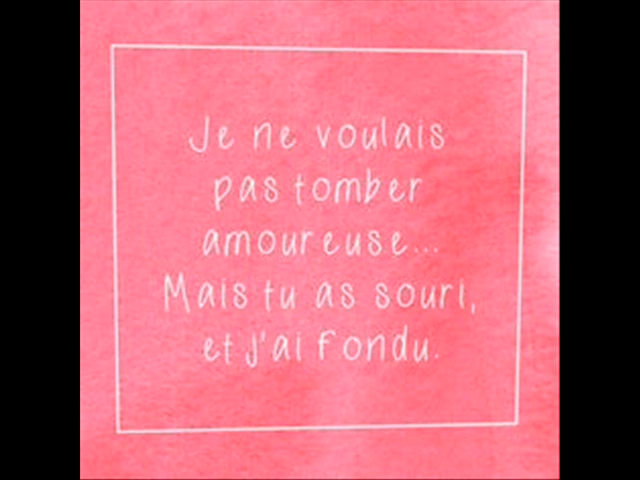 Je ne voulais
pas tomber
amoureuse...
Mais tu as souri,
et j'ai fondu.